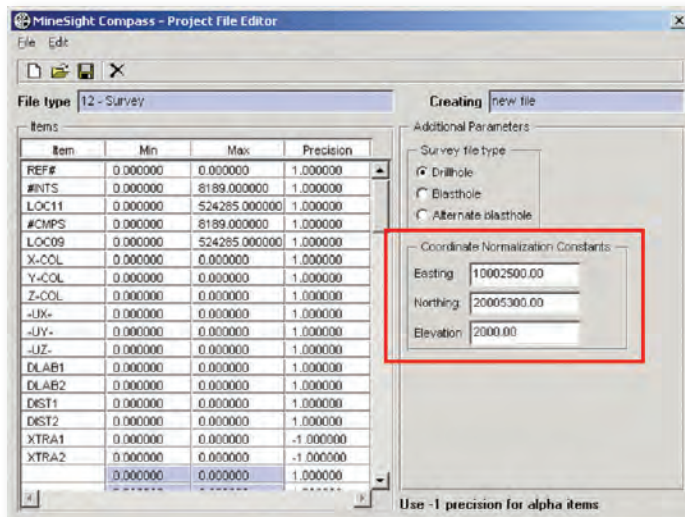 MineSight Compass - Project File Editor
File Edit
File type 12 - Survey
Creating new file
Items
Item Min Max Precision
REF# 0.000000 0.000000 1.000000
#INTS 0.000000 8189.000000 1.000000
LOC11 0.000000 524285.000000 1.000000
#CMPS 0.000000 8189.000000 1.000000
LOC09 0.000000 524285.000000 1.000000
X-COL 0.000000 0.000000 1.000000
Y-COL 0.000000 0.000000 1.000000
Z-COL 0.000000 0.000000 1.000000
-UX- 0.000000 0.000000 1.000000
-UY- 0.000000 0.000000 1.000000
-UZ- 0.000000 0.000000 1.000000
DLAB1 0.000000 0.000000 1.000000
DLAB2 0.000000 0.000000 1.000000
DIST1 0.000000 0.000000 1.000000
DIST2 0.000000 0.000000 1.000000
XTRA1 0.000000 0.000000 -1.000000
XTRA2 0.000000 0.000000 -1.000000
0.000000 0.000000 1.000000
Additional Parameters
Survey file type
Drillhole
Blasthole
Alternate blasthole
Coordinate Normalization Constants
Easting 10002500.00
Northing 20005300.00
Elevation 2000.00
Use -1 precision for alpha items